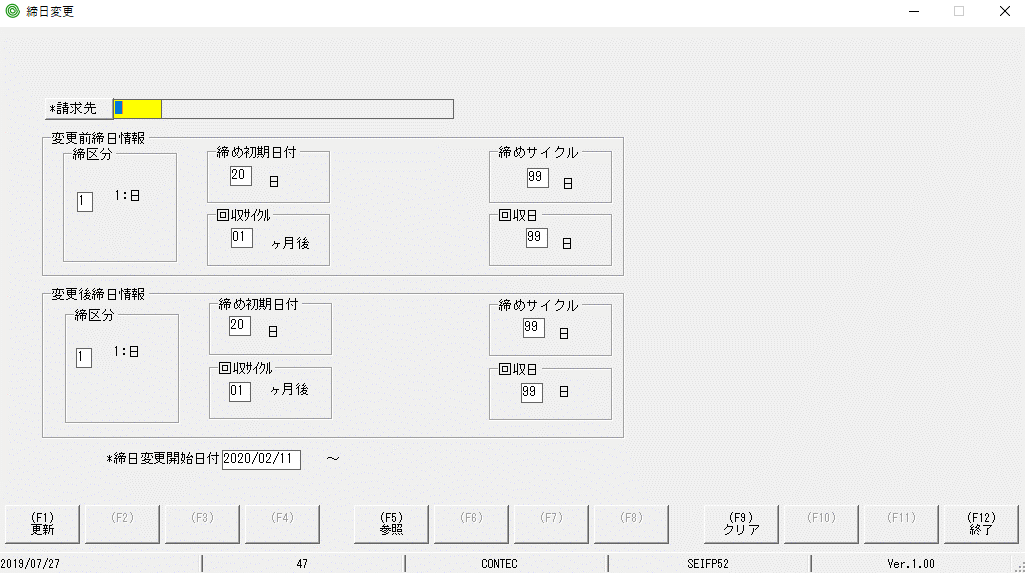 締日変更
*請求先
変更前締日情報
締区分
1
1:日
締め初期日付
20 日
締めサイクル
99 日
回収ｻｲｸﾙ
01 ヶ月後
回収日
99 日
変更後締日情報
締区分
1
1:日
締め初期日付
20 日
締めサイクル
99 日
回収ｻｲｸﾙ
01 ヶ月後
回収日
99 日
*締日変更開始日付 2020/02/11 ～
(F1) (F2) (F3) (F4) (F5) (F6) (F7) (F8) (F9) (F10) (F11) (F12)
更新 参照 クリア 終了
2019/07/27 47 CONTEC SEIFP52 Ver.1.00